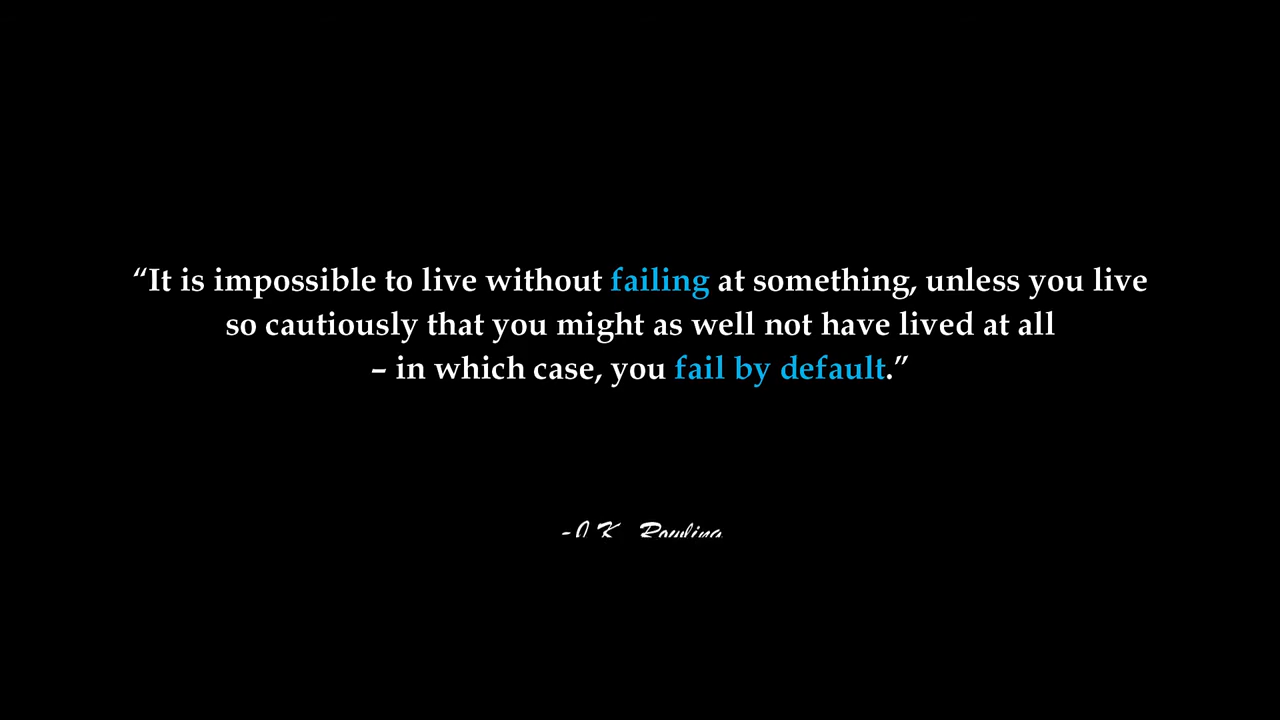 “It is impossible to live without failing at something, unless you live
so cautiously that you might as well not have lived at all
– in which case, you fail by default.”
-J.K. Rowling